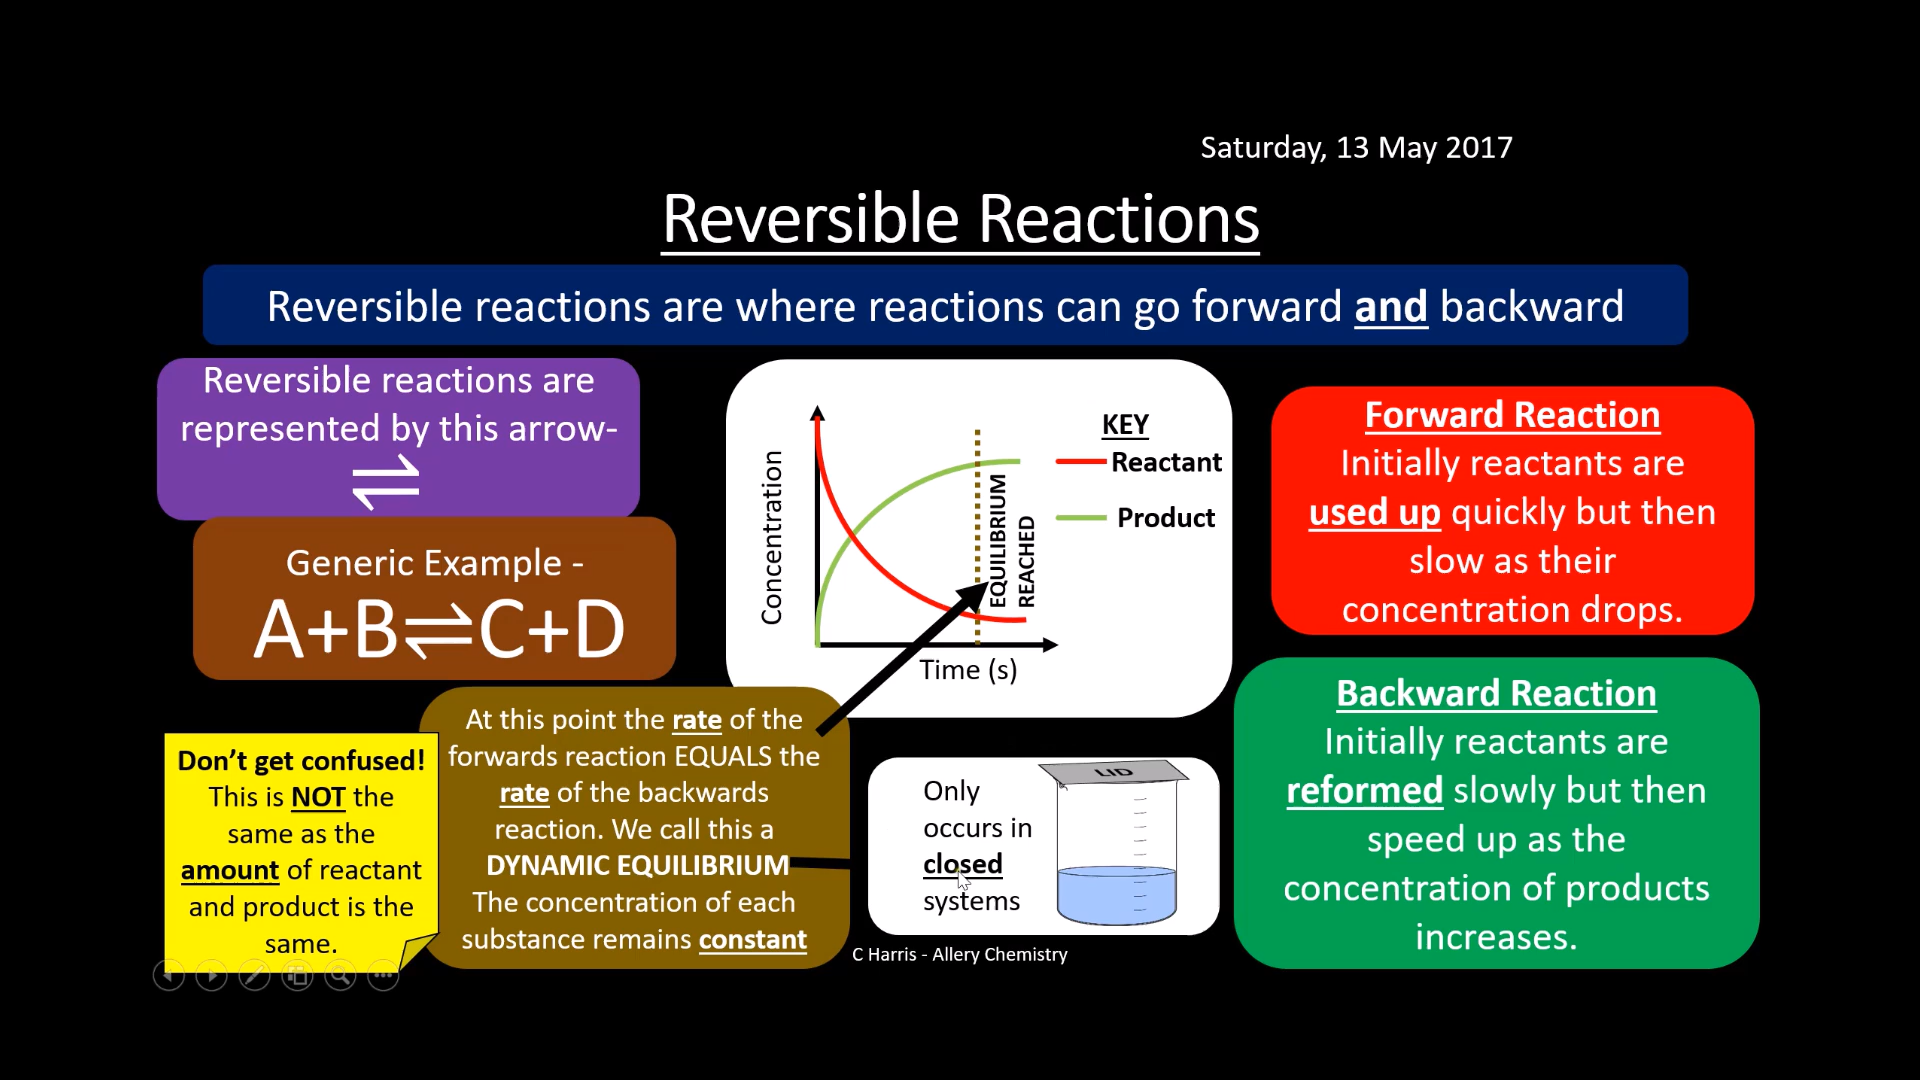 Saturday, 13 May 2017
Reversible Reactions
Reversible reactions are where reactions can go forward and backward
Reversible reactions are
represented by this arrow-
⇌
Generic Example -
A+B⇌C+D
Concentration
Time (s)
EQUILIBRIUM
REACHED
KEY
Reactant
Product
Forward Reaction
Initially reactants are
used up quickly but then
slow as their
concentration drops.
Backward Reaction
Initially reactants are
reformed slowly but then
speed up as the
concentration of products
increases.
At this point the rate of the
forwards reaction EQUALS the
rate of the backwards
reaction. We call this a
DYNAMIC EQUILIBRIUM
The concentration of each
substance remains constant
Don't get confused!
This is NOT the
same as the
amount of reactant
and product is the
same.
Only
occurs in
closed
systems
LID
C Harris - Allery Chemistry